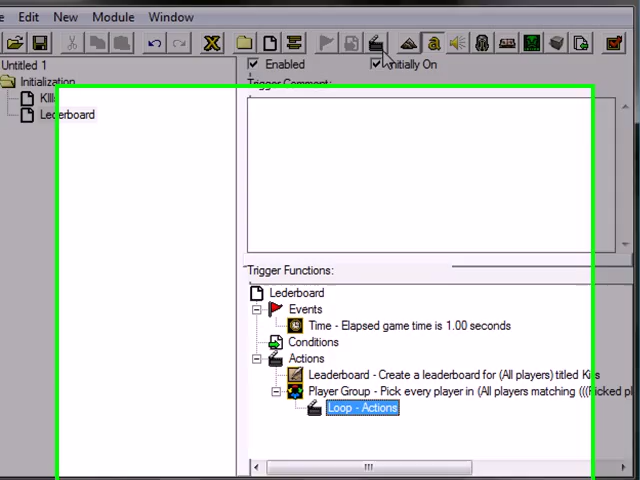 Edit New Module Window
Untitled 1
Enabled
Initially On
Initialization
Trigger Comment:
Lederboard
Trigger Functions:
Lederboard
Events
Time - Elapsed game time is 1.00 seconds
Conditions
Actions
Leaderboard - Create a leaderboard for (All players) titled Kills
Player Group - Pick every player in (All players matching (((Picked pl
Loop - Actions